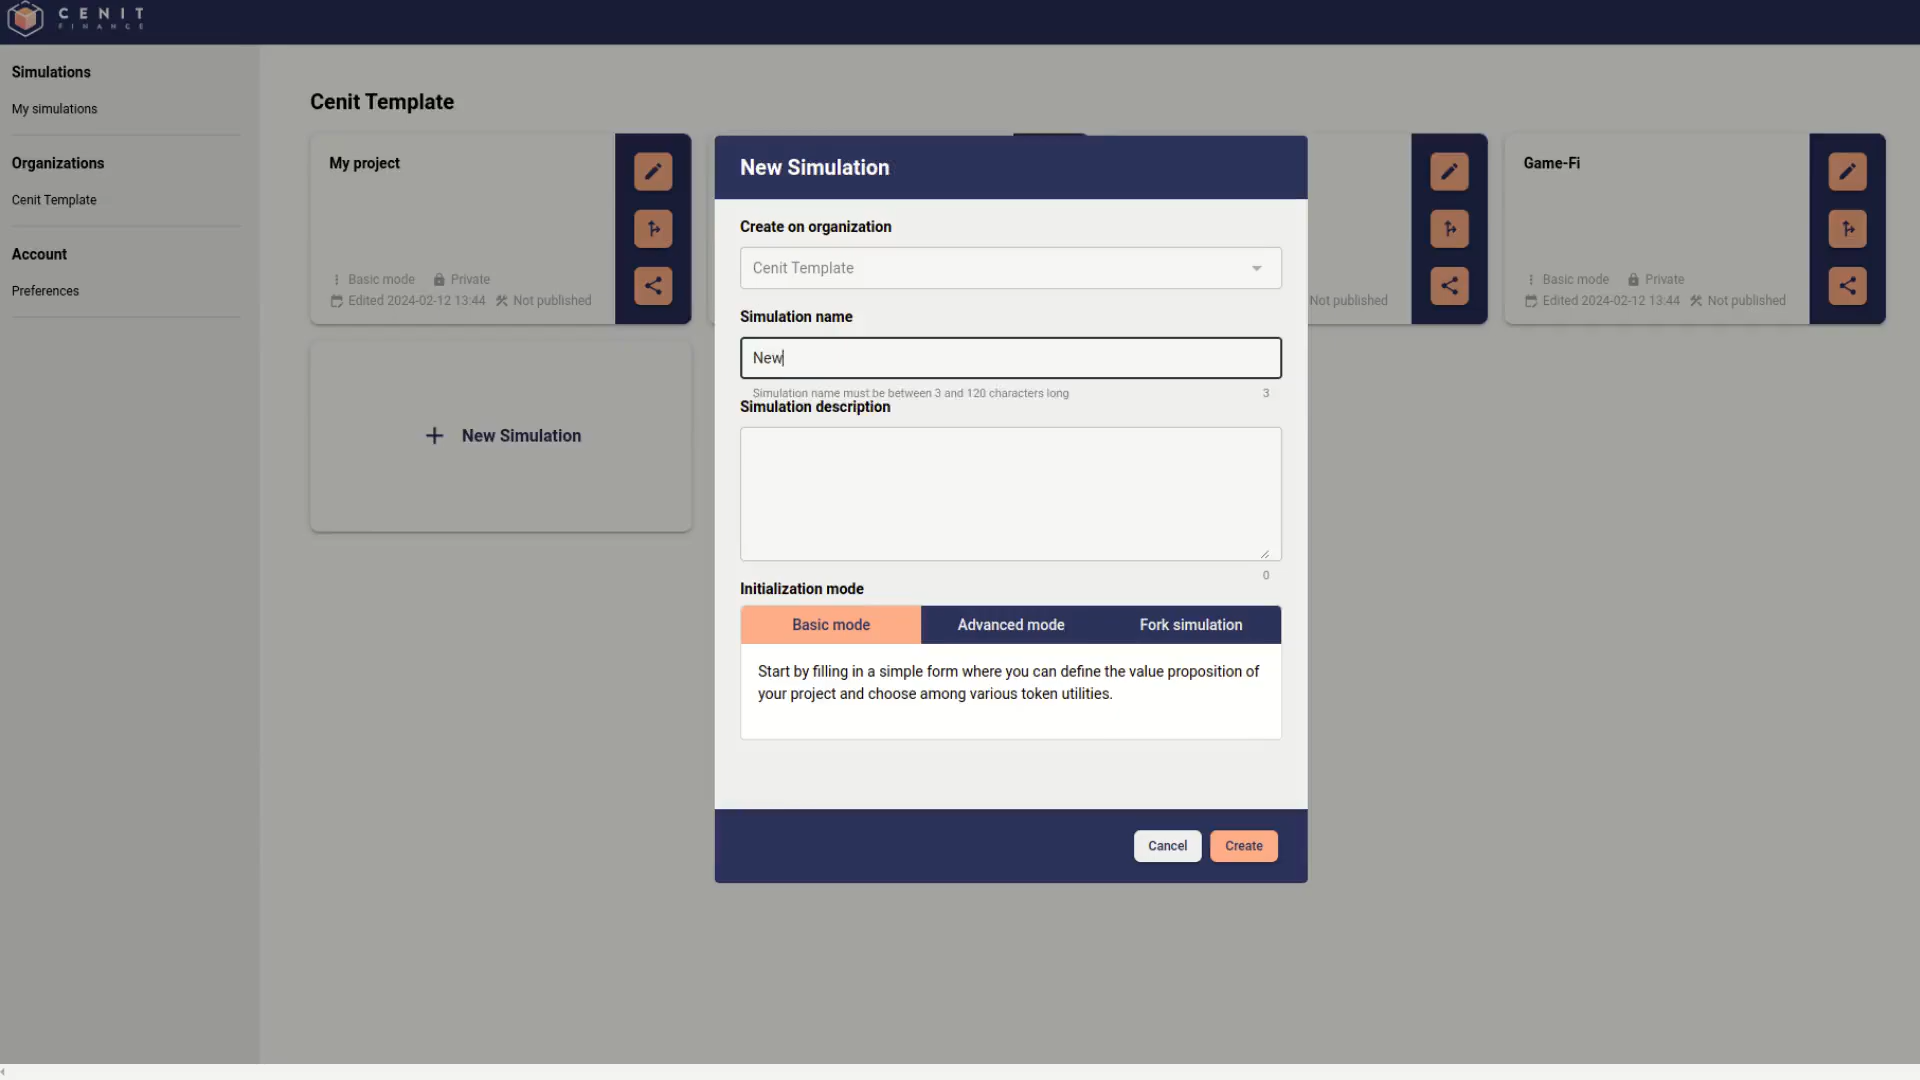 CENIT
FINANCE
Simulations
My simulations
Organizations
Cenit Template
Account
Preferences
Cenit Template
My project
Basic mode Private
Edited 2024-02-12 13:44 Not published
Not published
Game-Fi
Basic mode Private
Edited 2024-02-12 13:44 Not published
+ New Simulation
New Simulation
Create on organization
Cenit Template
Simulation name
New
Simulation name must be between 3 and 120 characters long 3
Simulation description
0
Initialization mode
Basic mode Advanced mode Fork simulation
Start by filling in a simple form where you can define the value proposition of
your project and choose among various token utilities.
Cancel Create